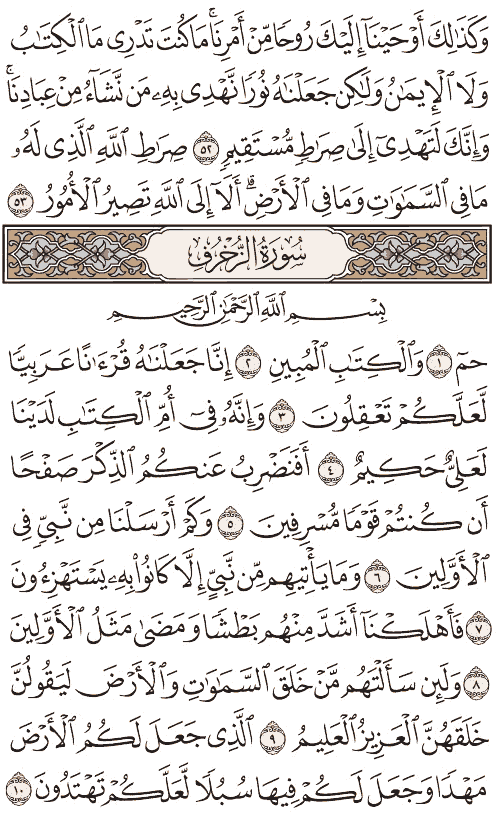 وَكَذَٰلِكَ أَوْحَيْنَآ إِلَيْكَ رُوحًا مِّنْ أَمْرِنَا ۚ مَا كُنتَ تَدْرِى مَا ٱلْكِتَـٰبُ
وَلَا ٱلْإِيمَـٰنُ وَلَـٰكِن جَعَلْنَـٰهُ نُورًا نَّهْدِى بِهِۦ مَن نَّشَآءُ مِنْ عِبَادِنَا ۚ
وَإِنَّكَ لَتَهْدِىٓ إِلَىٰ صِرَٰطٍ مُّسْتَقِيمٍ ٥٢ صِرَٰطِ ٱللَّهِ ٱلَّذِى لَهُۥ
مَا فِى ٱلسَّمَـٰوَٰتِ وَمَا فِى ٱلْأَرْضِ ۗ أَلَآ إِلَى ٱللَّهِ تَصِيرُ ٱلْأُمُورُ ٥٣
سُورَةُ الزُّخْرُفِ
بِسْمِ ٱللَّهِ ٱلرَّحْمَـٰنِ ٱلرَّحِيمِ
حمٓ ١ وَٱلْكِتَـٰبِ ٱلْمُبِينِ ٢ إِنَّا جَعَلْنَـٰهُ قُرْءَٰنًا عَرَبِيًّا
لَّعَلَّكُمْ تَعْقِلُونَ ٣ وَإِنَّهُۥ فِىٓ أُمِّ ٱلْكِتَـٰبِ لَدَيْنَا
لَعَلِىٌّ حَكِيمٌ ٤ أَفَنَضْرِبُ عَنكُمُ ٱلذِّكْرَ صَفْحًا
أَن كُنتُمْ قَوْمًا مُّسْرِفِينَ ٥ وَكَمْ أَرْسَلْنَا مِن نَّبِىٍّ فِى
ٱلْأَوَّلِينَ ٦ وَمَا يَأْتِيهِم مِّن نَّبِىٍّ إِلَّا كَانُوا۟ بِهِۦ يَسْتَهْزِءُونَ
٧ فَأَهْلَكْنَآ أَشَدَّ مِنْهُم بَطْشًا وَمَضَىٰ مَثَلُ ٱلْأَوَّلِينَ
٨ وَلَئِن سَأَلْتَهُم مَّنْ خَلَقَ ٱلسَّمَـٰوَٰتِ وَٱلْأَرْضَ لَيَقُولُنَّ
خَلَقَهُنَّ ٱلْعَزِيزُ ٱلْعَلِيمُ ٩ ٱلَّذِى جَعَلَ لَكُمُ ٱلْأَرْضَ
مَهْدًا وَجَعَلَ لَكُمْ فِيهَا سُبُلًا لَّعَلَّكُمْ تَهْتَدُونَ ١٠